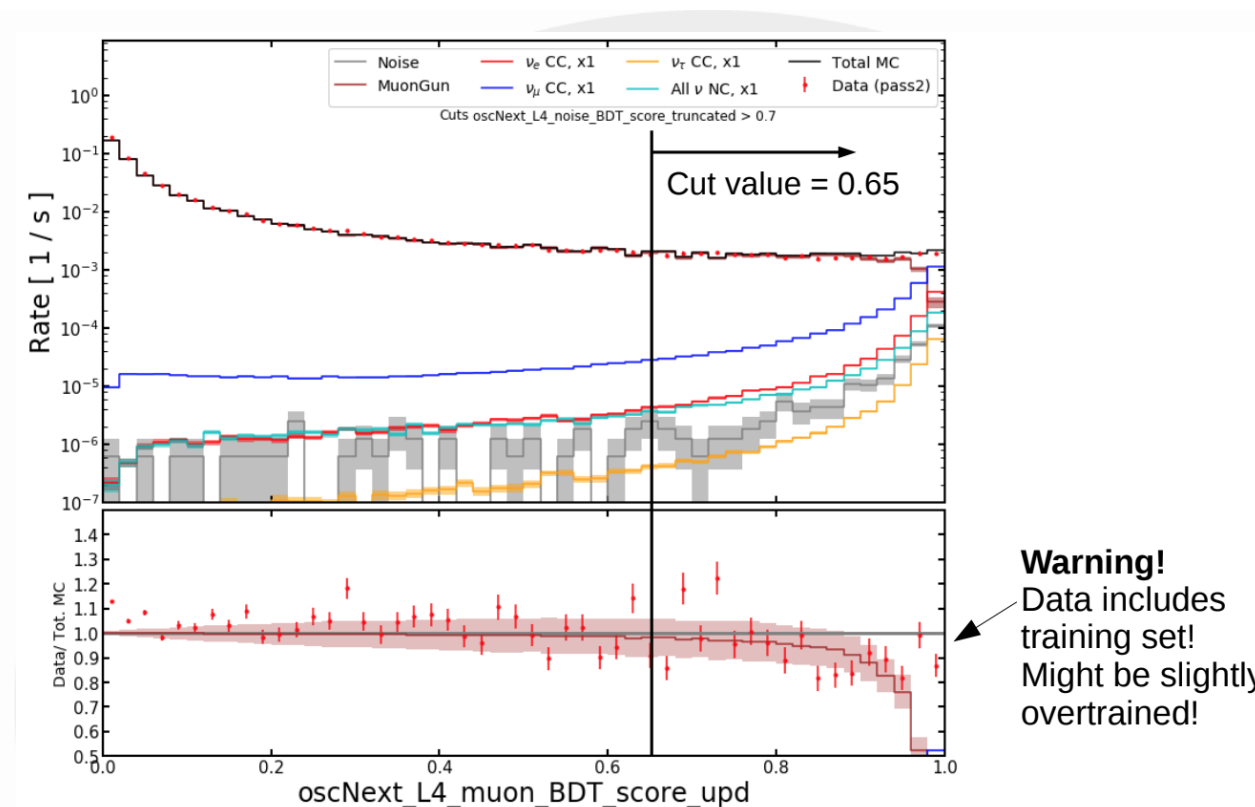 Noise
MuonGun
νe CC, x1
νμ CC, x1
ντ CC, x1
All ν NC, x1
Total MC
Data (pass2)
Cuts oscNext_L4_noise_BDT_score_truncated > 0.7
Cut value = 0.65
Rate [ 1 / s ]
10⁰
10⁻¹
10⁻²
10⁻³
10⁻⁴
10⁻⁵
10⁻⁶
10⁻⁷
Data/ Tot. MC
1.4
1.3
1.2
1.1
1.0
0.9
0.8
0.7
0.6
0.5
0.0 0.2 0.4 0.6 0.8 1.0
oscNext_L4_muon_BDT_score_upd
Warning!
Data includes
training set!
Might be slightly
overtrained!